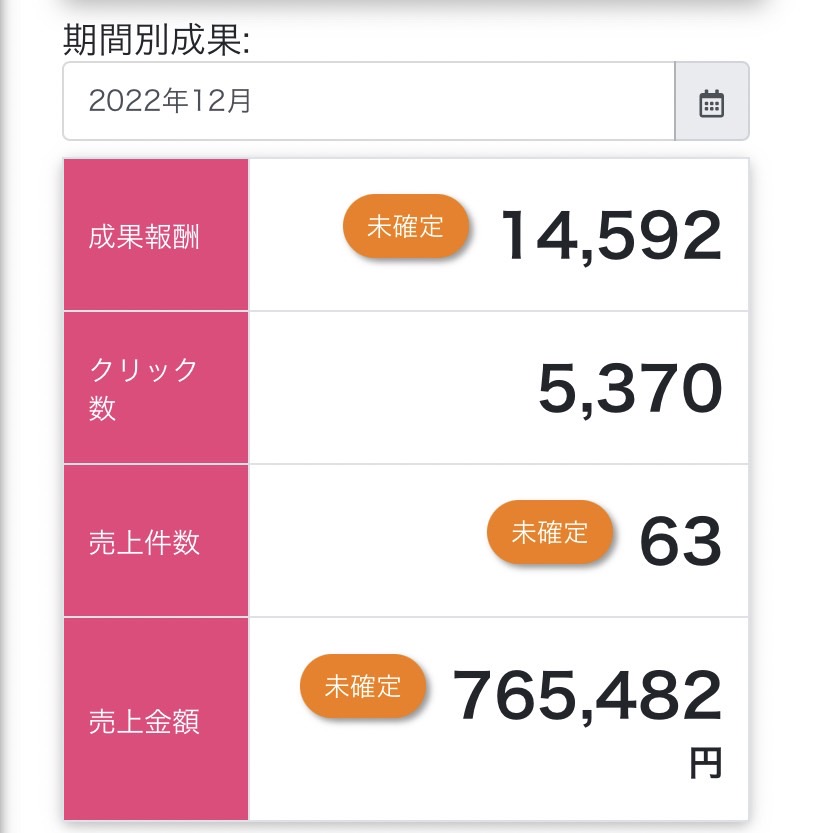 期間別成果:
2022年12月
成果報酬
未確定 14,592
クリック
数
5,370
売上件数
未確定 63
売上金額
未確定 765,482
円